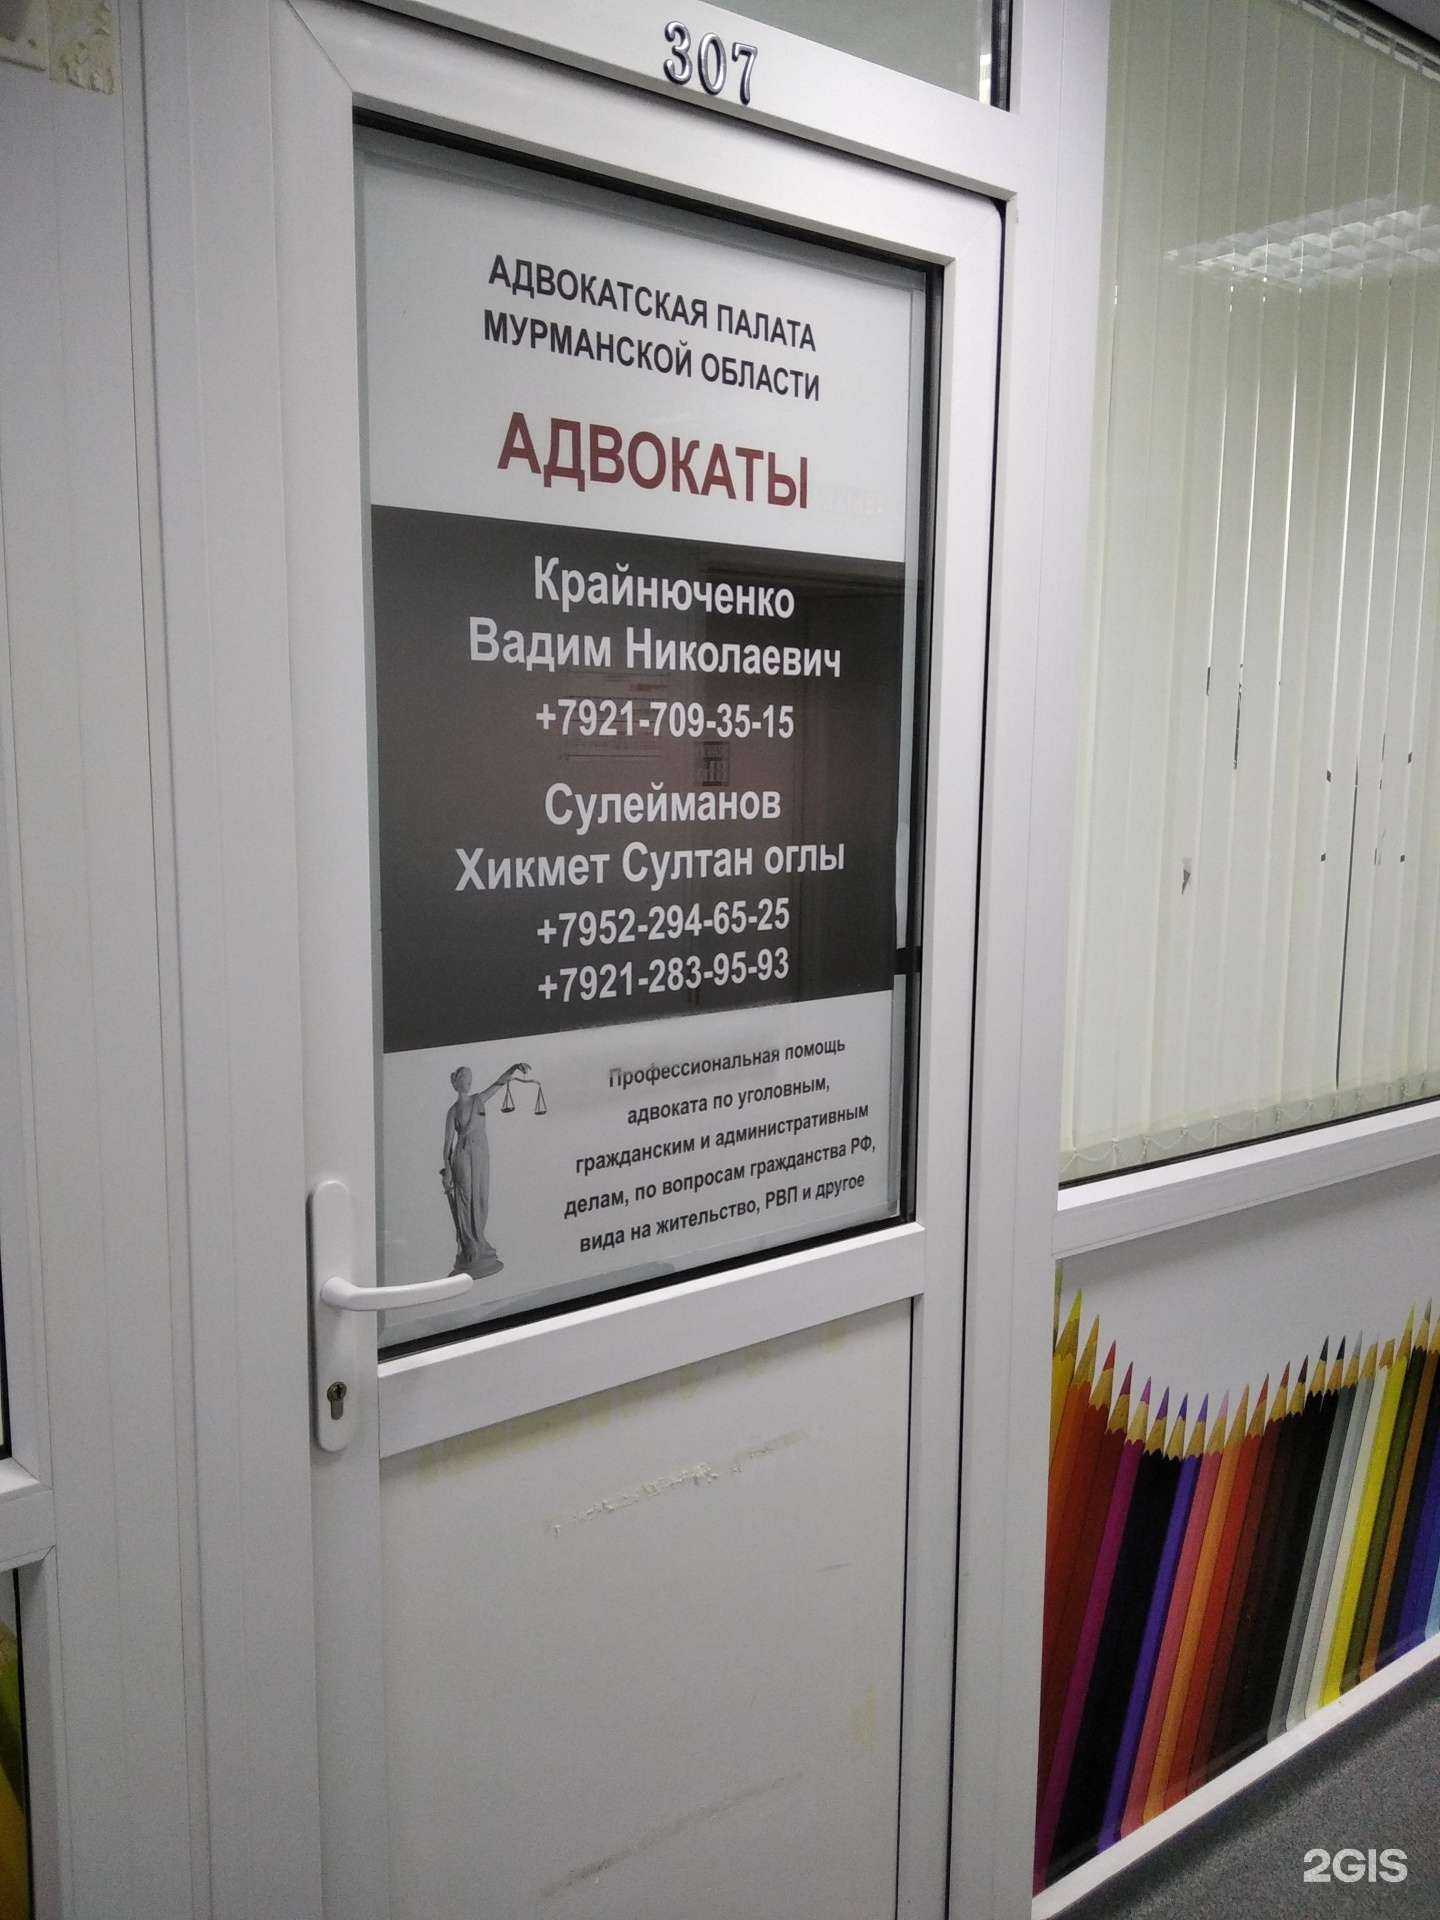 307
АДВОКАТСКАЯ ПАЛАТА
МУРМАНСКОЙ ОБЛАСТИ
АДВОКАТЫ
Крайнюченко
Вадим Николаевич
+7921-709-35-15
Сулейманов
Хикмет Султан оглы
+7952-294-65-25
+7921-283-95-93
Профессиональная помощь
адвоката по уголовным,
гражданским и административным
делам, по вопросам гражданства РФ,
вида на жительство, РВП и другое
2GIS